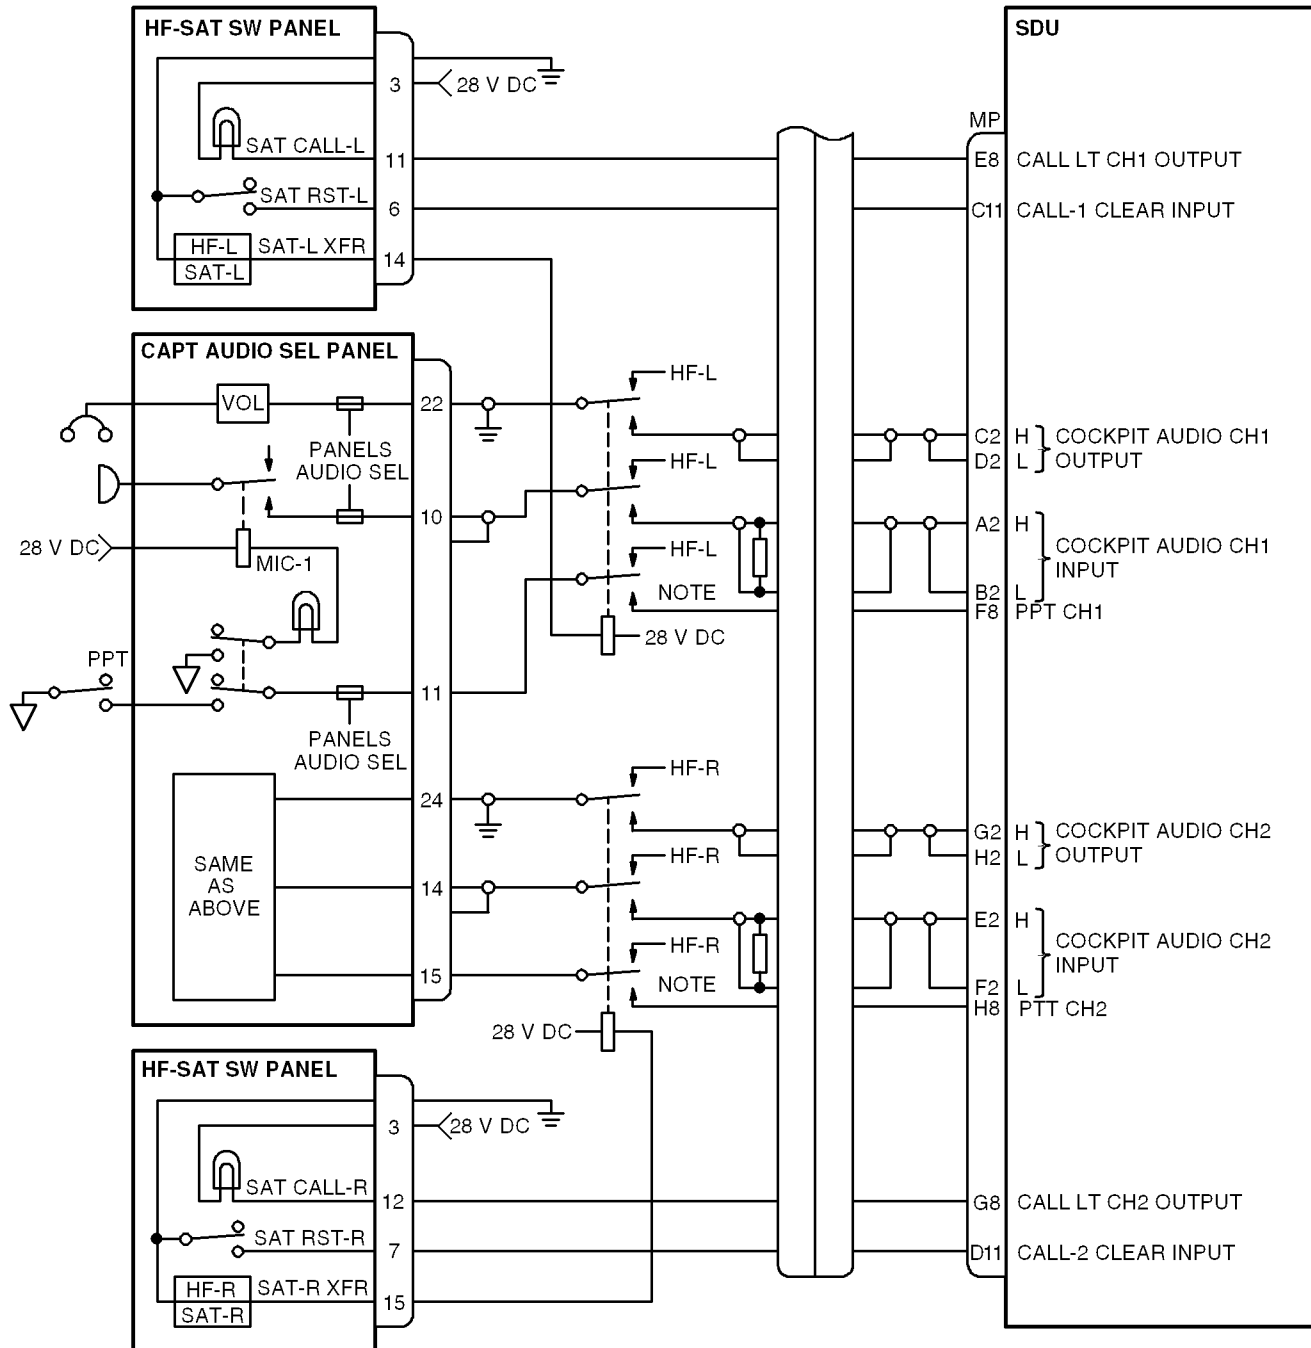 HF-SAT SW PANEL
3
28 V DC
SAT CALL-L
11
SAT RST-L
6
HF-L
SAT-L
SAT-L XFR
14
CAPT AUDIO SEL PANEL
VOL
22
PANELS
AUDIO SEL
10
28 V DC
MIC-1
PPT
11
PANELS
AUDIO SEL
24
SAME
AS
ABOVE
14
15
HF-SAT SW PANEL
3
28 V DC
SAT CALL-R
12
SAT RST-R
7
HF-R
SAT-R
SAT-R XFR
15
HF-L
HF-L
HF-L
NOTE
28 V DC
HF-R
HF-R
HF-R
NOTE
28 V DC
SDU
MP
E8 CALL LT CH1 OUTPUT
C11 CALL-1 CLEAR INPUT
C2 H
D2 L
COCKPIT AUDIO CH1
OUTPUT
A2 H
B2 L
COCKPIT AUDIO CH1
INPUT
F8 PPT CH1
G2 H
H2 L
COCKPIT AUDIO CH2
OUTPUT
E2 H
F2 L
COCKPIT AUDIO CH2
INPUT
H8 PTT CH2
G8 CALL LT CH2 OUTPUT
D11 CALL-2 CLEAR INPUT